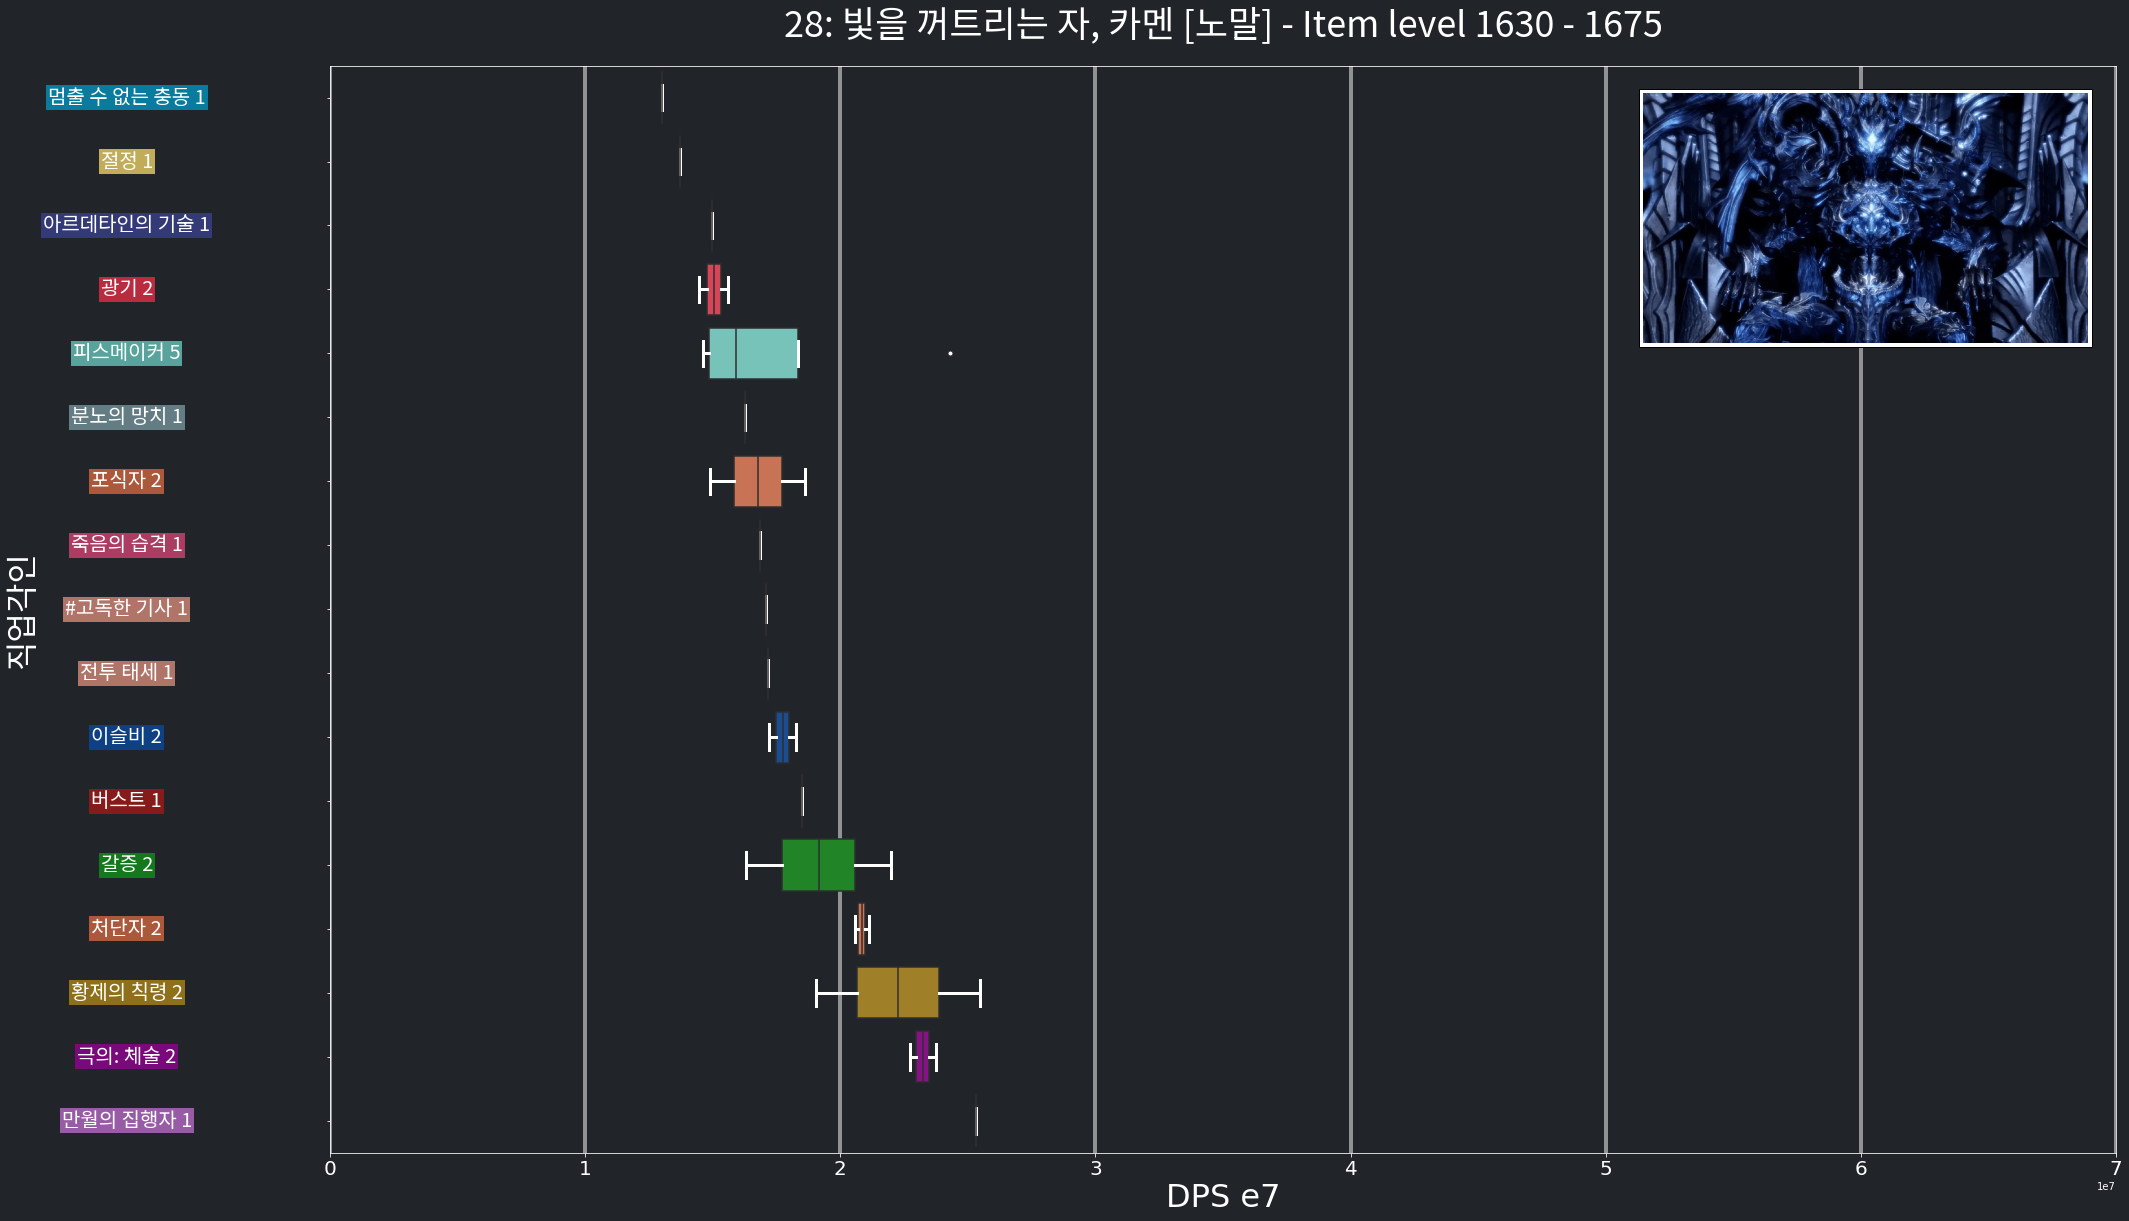 28: 빛을 꺼트리는 자, 카멘 [노말] - Item level 1630 - 1675
직업각인
멈출 수 없는 충동 1
절정 1
아르데타인의 기술 1
광기 2
피스메이커 5
분노의 망치 1
포식자 2
죽음의 습격 1
#고독한 기사 1
전투 태세 1
이슬비 2
버스트 1
갈증 2
처단자 2
황제의 칙령 2
극의: 체술 2
만월의 집행자 1
0 1 2 3 4 5 6 7
1e7
DPS e7